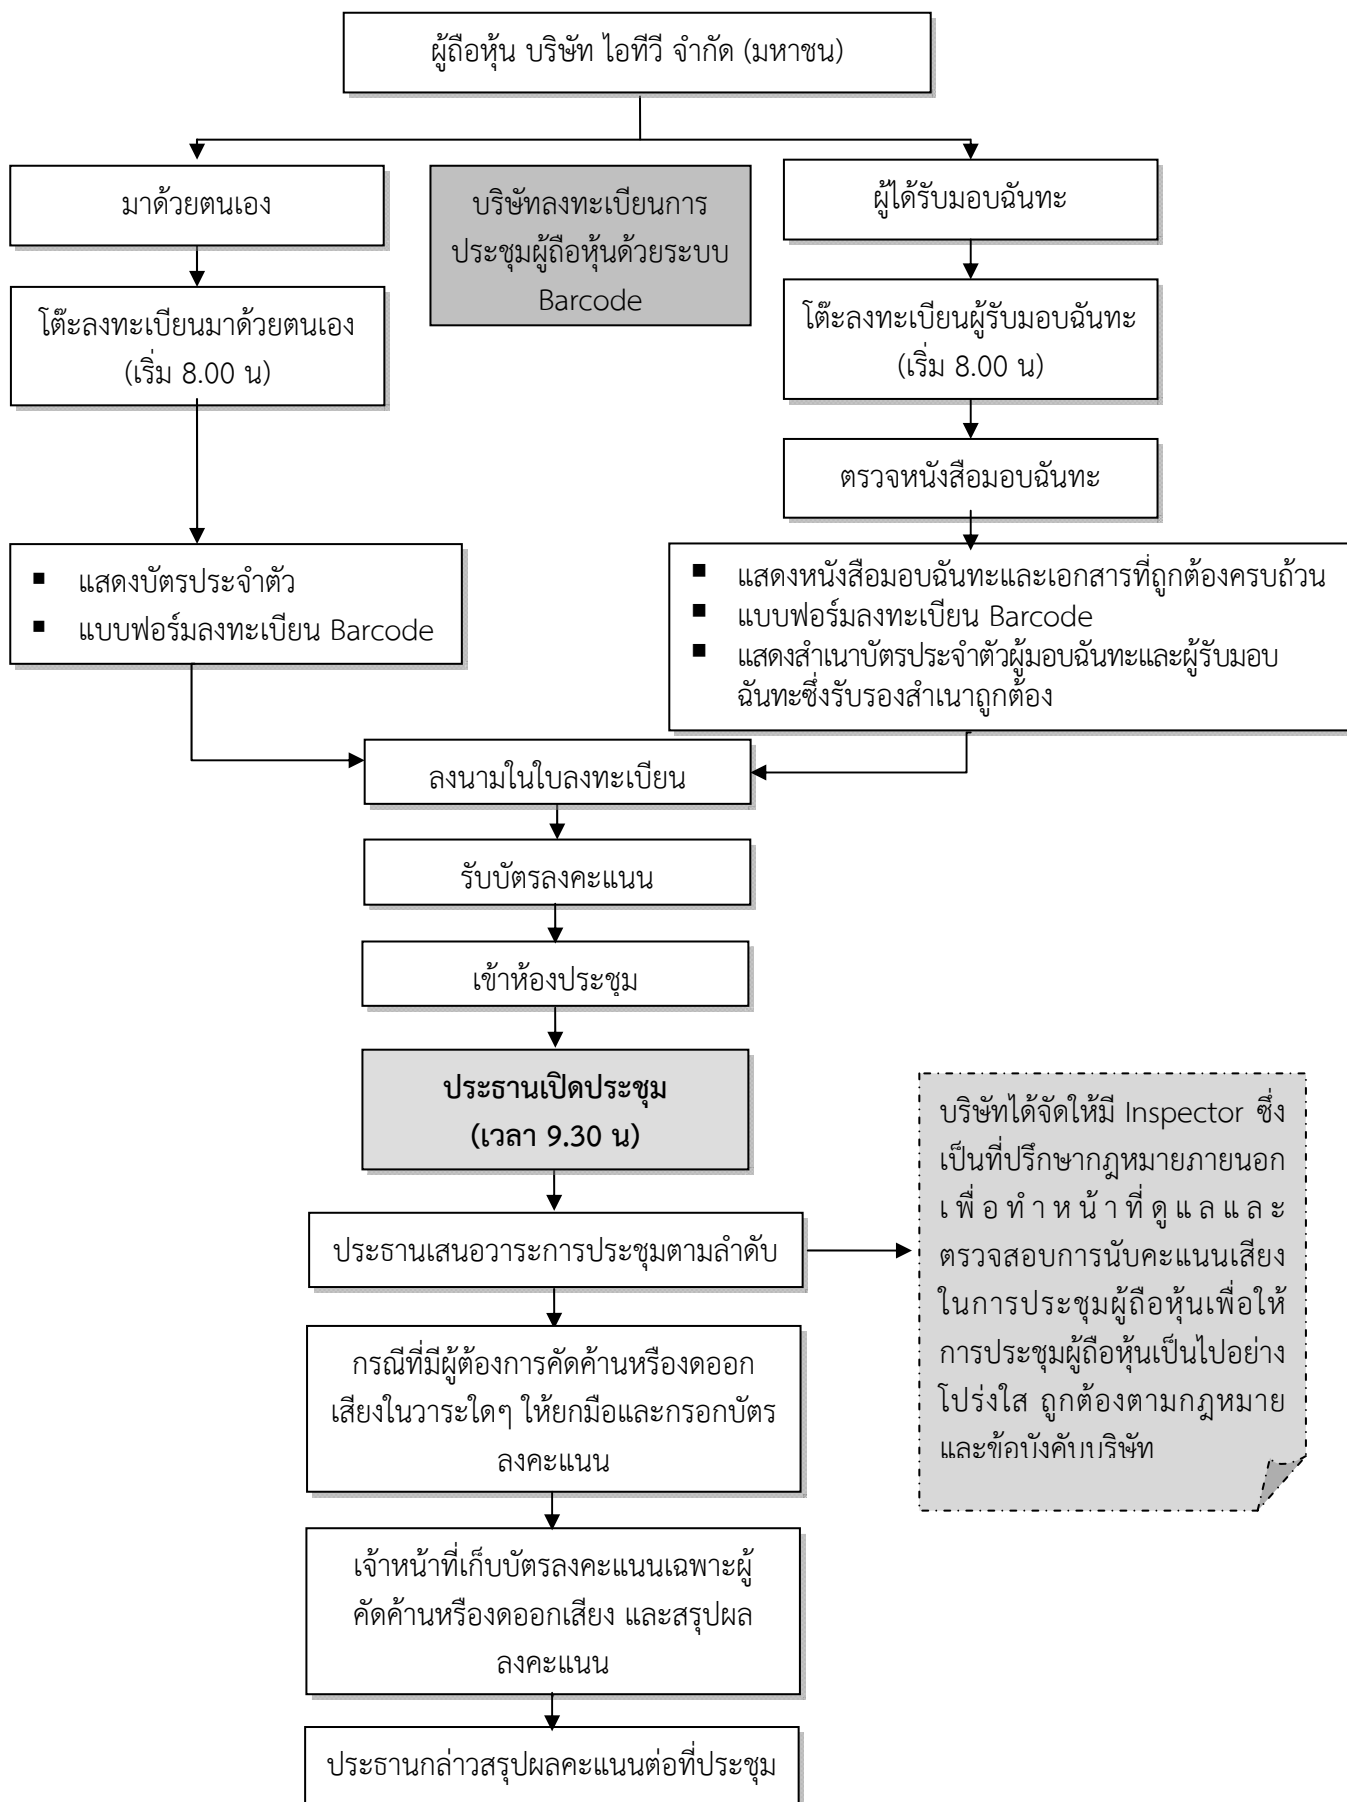 ผู้ถือหุ้น บริษัท ไอทีวี จำกัด (มหาชน)
มาด้วยตนเอง
บริษัทลงทะเบียนการ
ประชุมผู้ถือหุ้นด้วยระบบ
Barcode
ผู้ได้รับมอบฉันทะ
โต๊ะลงทะเบียนมาด้วยตนเอง
(เริ่ม 8.00 น)
โต๊ะลงทะเบียนผู้รับมอบฉันทะ
(เริ่ม 8.00 น)
ตรวจหนังสือมอบฉันทะ
▪ แสดงบัตรประจำตัว
▪ แบบฟอร์มลงทะเบียน Barcode
▪ แสดงหนังสือมอบฉันทะและเอกสารที่ถูกต้องครบถ้วน
▪ แบบฟอร์มลงทะเบียน Barcode
▪ แสดงสำเนาบัตรประจำตัวผู้มอบฉันทะและผู้รับมอบ
ฉันทะซึ่งรับรองสำเนาถูกต้อง
ลงนามในใบลงทะเบียน
รับบัตรลงคะแนน
เข้าห้องประชุม
ประธานเปิดประชุม
(เวลา 9.30 น)
ประธานเสนอวาระการประชุมตามลำดับ
บริษัทได้จัดให้มี Inspector ซึ่ง
เป็นที่ปรึกษากฎหมายภายนอก
เพื่อทำหน้าที่ดูแลและ
ตรวจสอบการนับคะแนนเสียง
ในการประชุมผู้ถือหุ้นเพื่อให้
การประชุมผู้ถือหุ้นเป็นไปอย่าง
โปร่งใส ถูกต้องตามกฎหมาย
และข้อบังคับบริษัท
กรณีที่มีผู้ต้องการคัดค้านหรืองดออก
เสียงในวาระใดๆ ให้ยกมือและกรอกบัตร
ลงคะแนน
เจ้าหน้าที่เก็บบัตรลงคะแนนเฉพาะผู้
คัดค้านหรืองดออกเสียง และสรุปผล
ลงคะแนน
ประธานกล่าวสรุปผลคะแนนต่อที่ประชุม